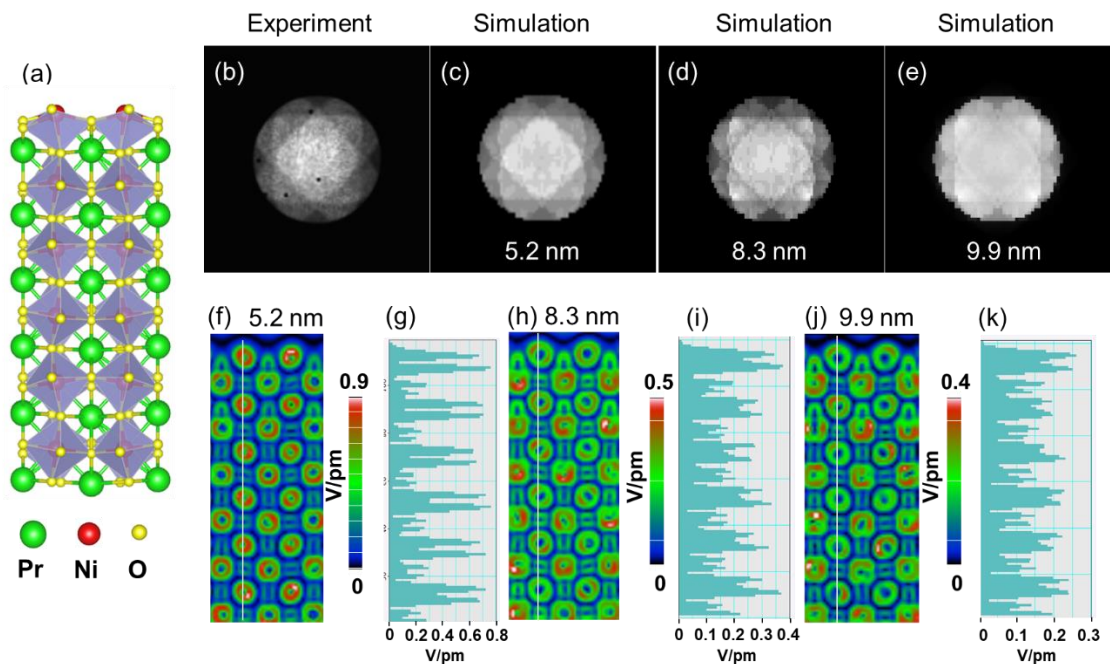 Experiment Simulation Simulation Simulation
(a)
(b) (c) (d) (e)
5.2 nm 8.3 nm 9.9 nm
(f) 5.2 nm (g) (h) 8.3 nm (i) (j) 9.9 nm (k)
0.9 0.5 0.4
V/pm V/pm V/pm
0 0 0
Pr Ni O
0 0.2 0.4 0.6 0.8 0 0.1 0.2 0.3 0.4 0 0.1 0.2 0.3
V/pm V/pm V/pm